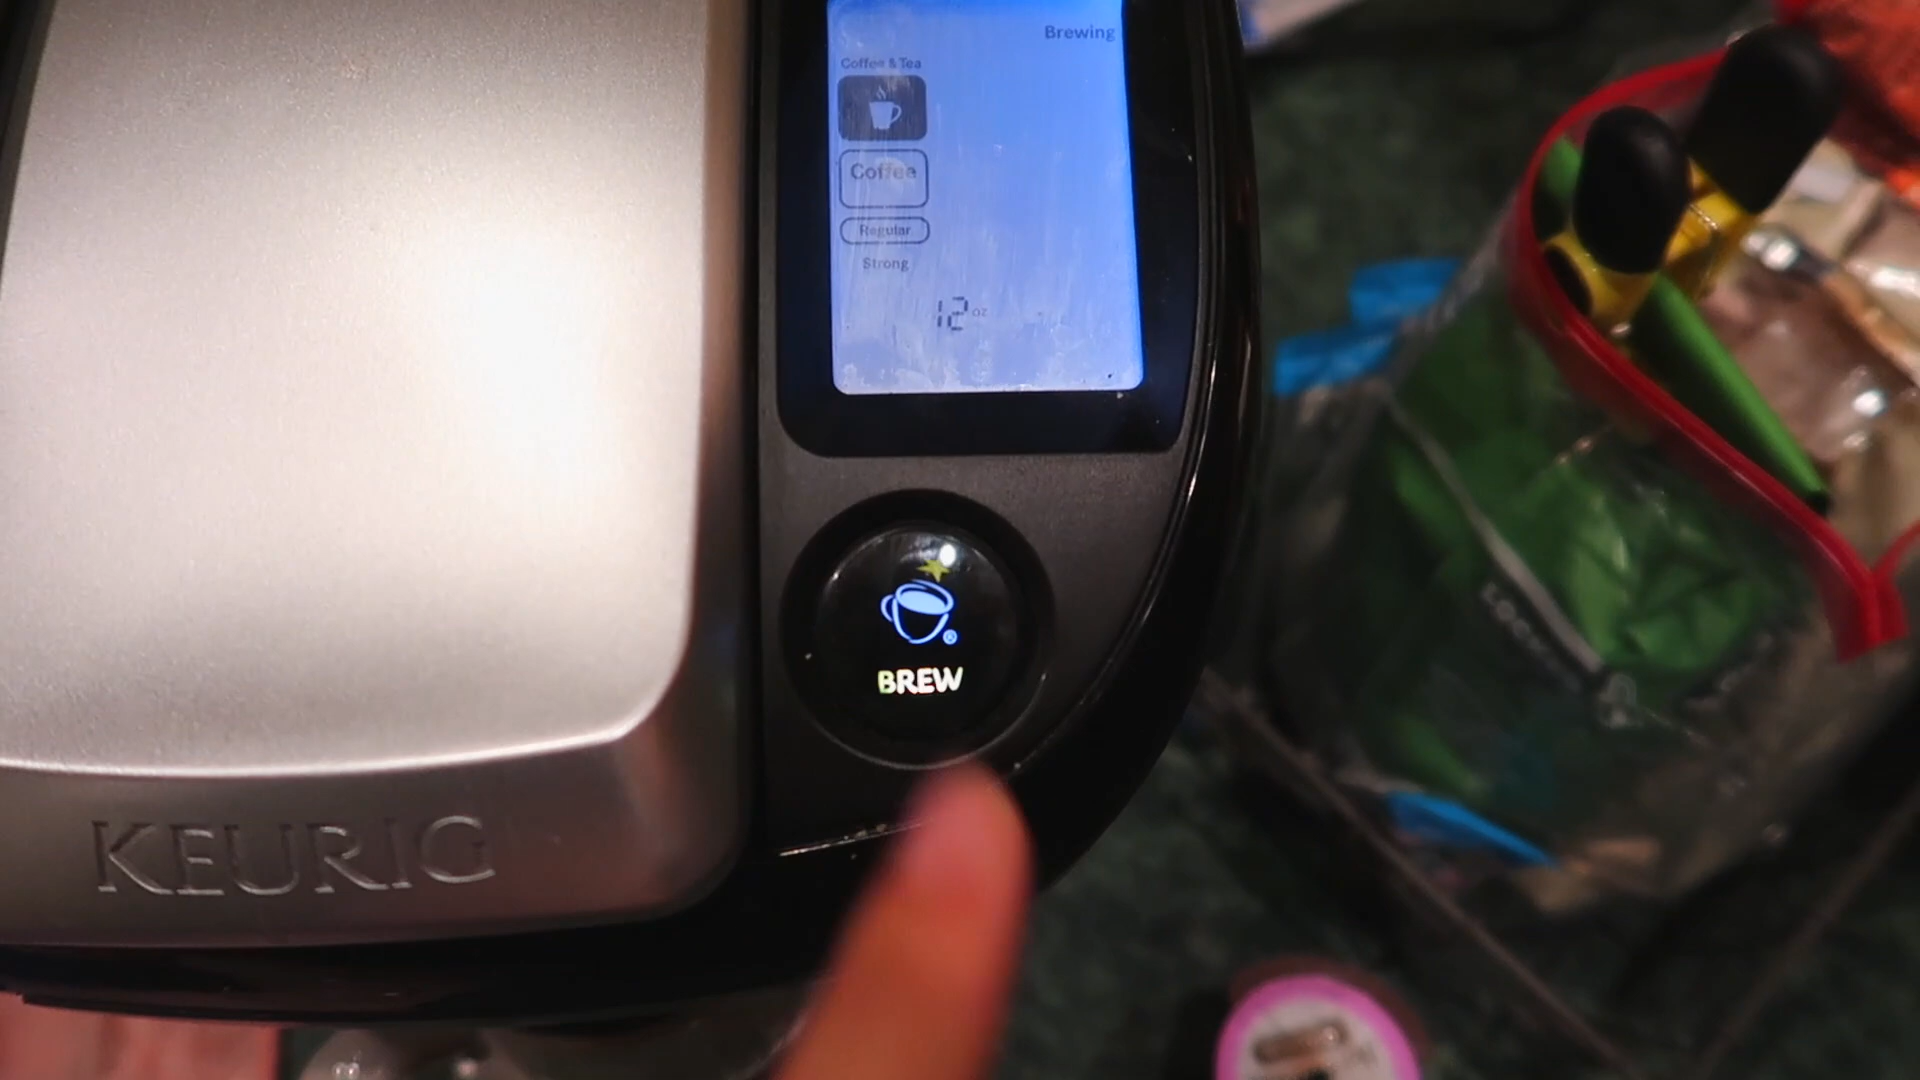 Brewing
Coffee & Tea
Coffee
Regular
Strong
12 oz
BREW
KEURIG